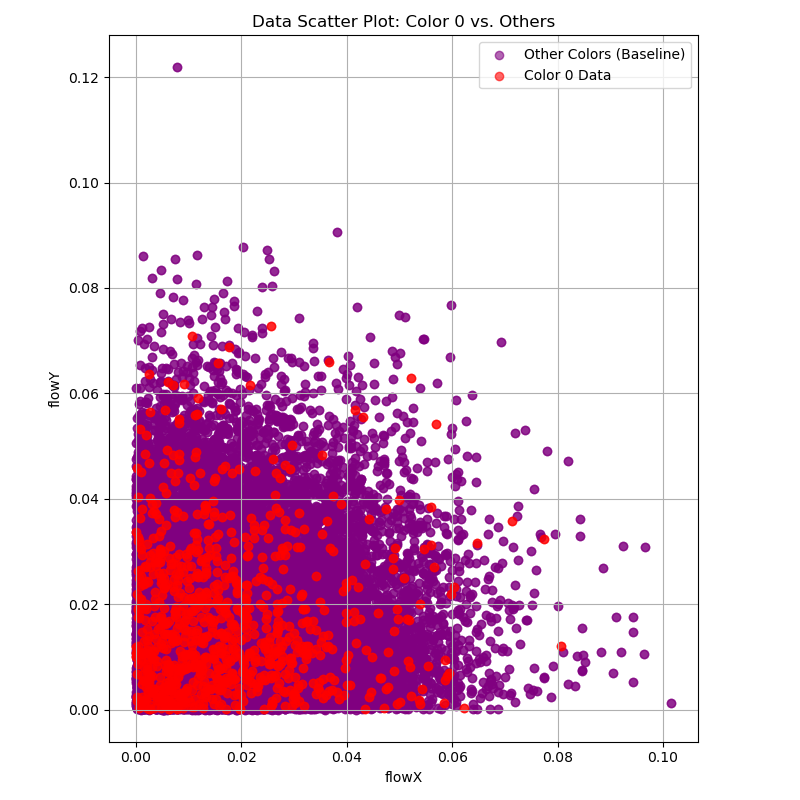 Data Scatter Plot: Color 0 vs. Others
Other Colors (Baseline)
Color 0 Data
0.12
0.10
0.08
0.06
0.04
0.02
0.00
flowY
0.00 0.02 0.04 0.06 0.08 0.10
flowX